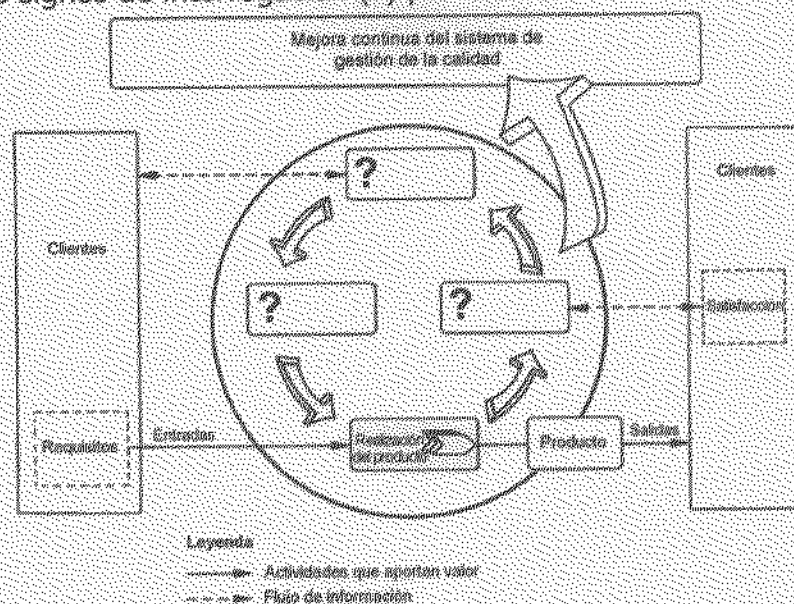 Mejora continua del sistema de
gestión de la calidad
?
Clientes
Clientes
?
?
Satisfacción
Requisitos
Entradas
Realización
del producto
Producto
Salidas
Leyenda
Actividades que aportan valor
Flujo de información